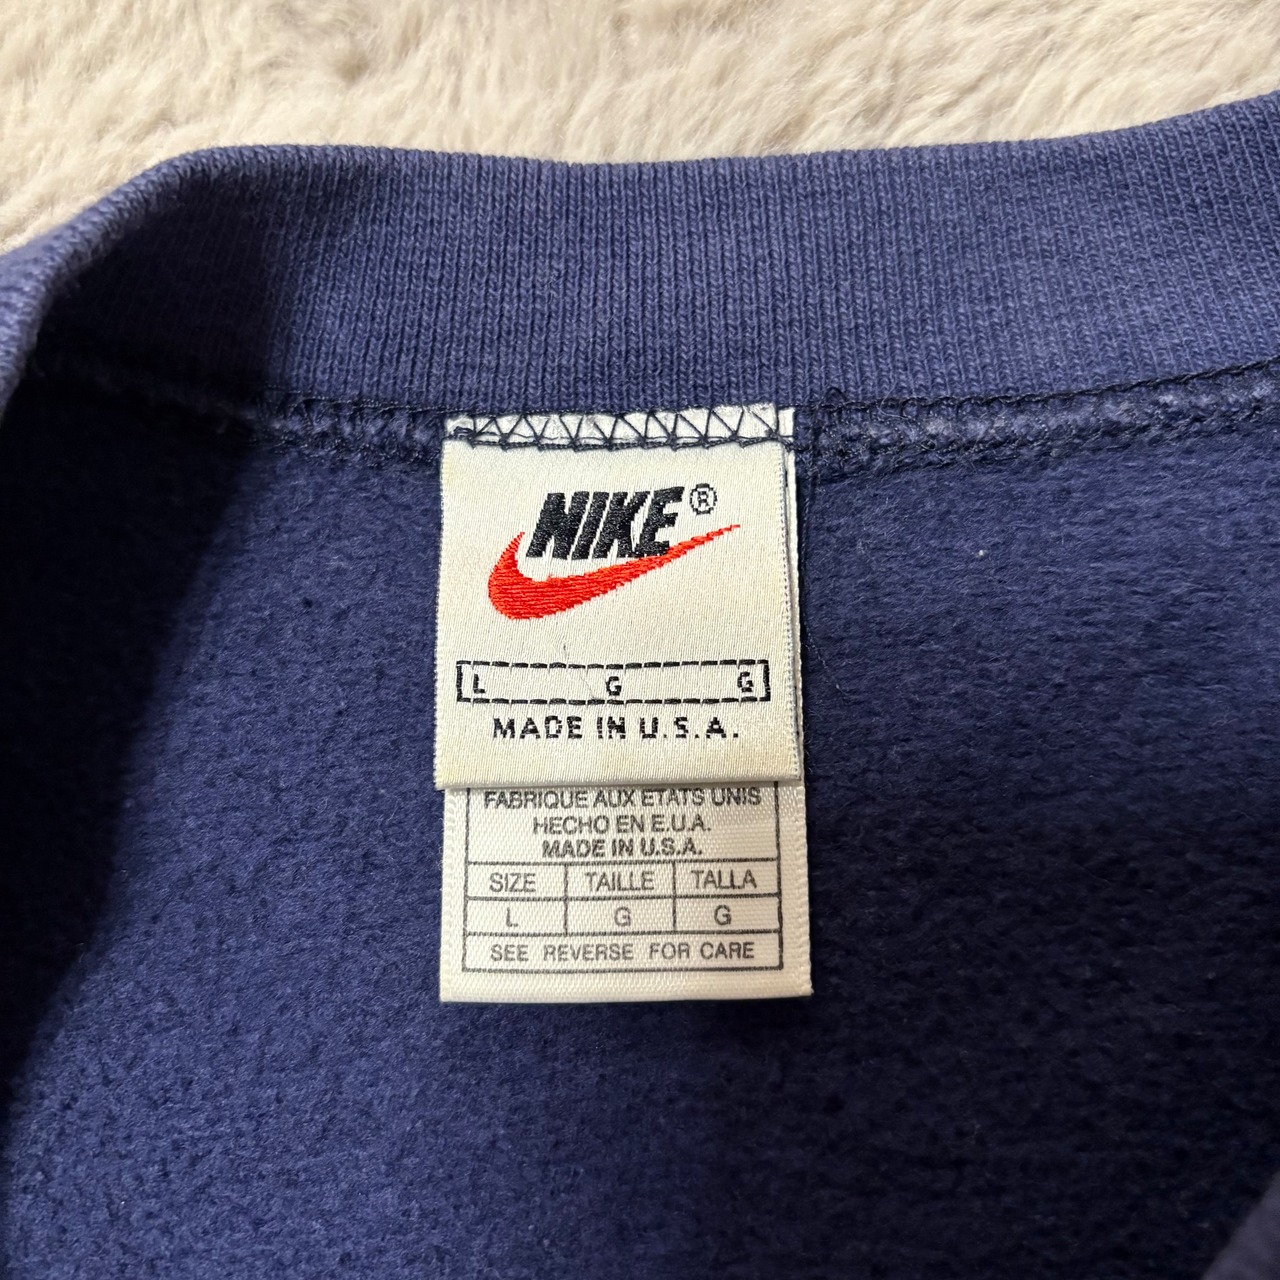 NIKE®
L G G
MADE IN U.S.A.
FABRIQUE AUX ETATS UNIS
HECHO EN E.U.A.
MADE IN U.S.A.
SIZE TAILLE TALLA
L G G
SEE REVERSE FOR CARE